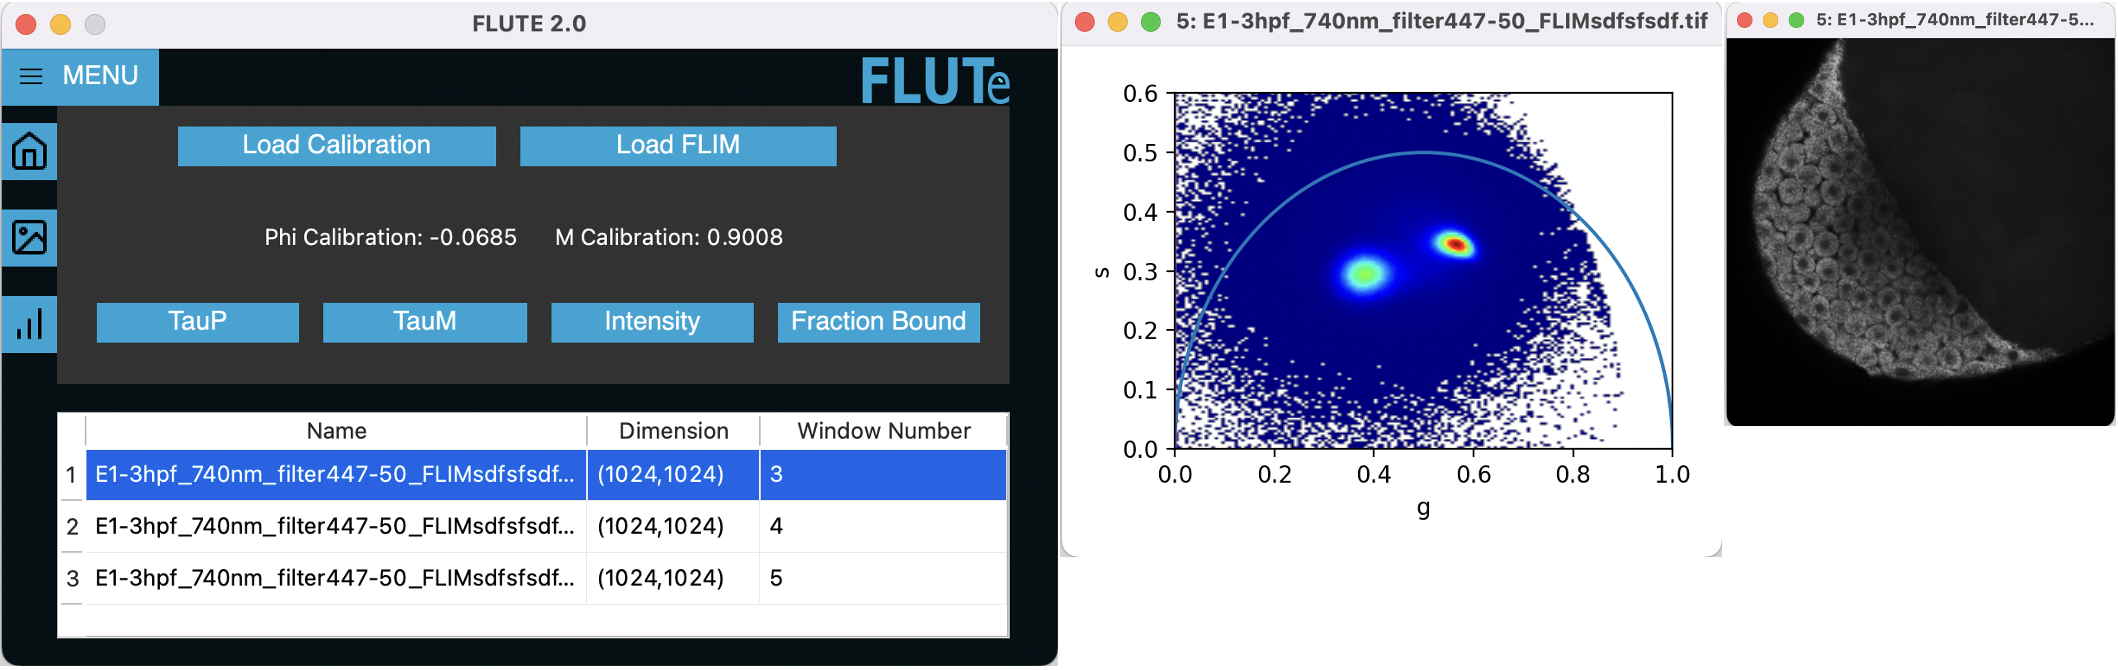 FLUTE 2.0
MENU
FLUTe
Load Calibration
Load FLIM
Phi Calibration: -0.0685
M Calibration: 0.9008
TauP
TauM
Intensity
Fraction Bound
Name Dimension Window Number
1 E1-3hpf_740nm_filter447-50_FLIMsdfsfsdf... (1024,1024) 3
2 E1-3hpf_740nm_filter447-50_FLIMsdfsfsdf... (1024,1024) 4
3 E1-3hpf_740nm_filter447-50_FLIMsdfsfsdf... (1024,1024) 5
5: E1-3hpf_740nm_filter447-50_FLIMsdfsfsdf.tif
0.6
0.5
0.4
s
0.3
0.2
0.1
0.0
0.0 0.2 0.4 0.6 0.8 1.0
g
5: E1-3hpf_740nm_filter447-5...